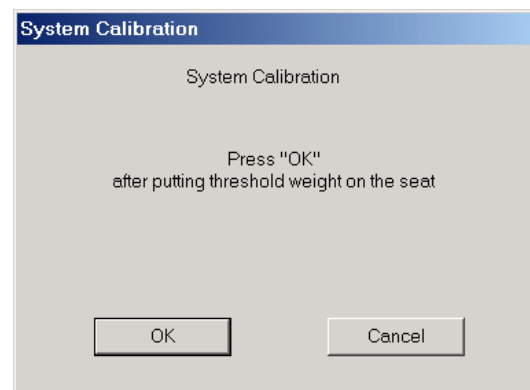 System Calibration
System Calibration
Press "OK"
after putting threshold weight on the seat
OK
Cancel